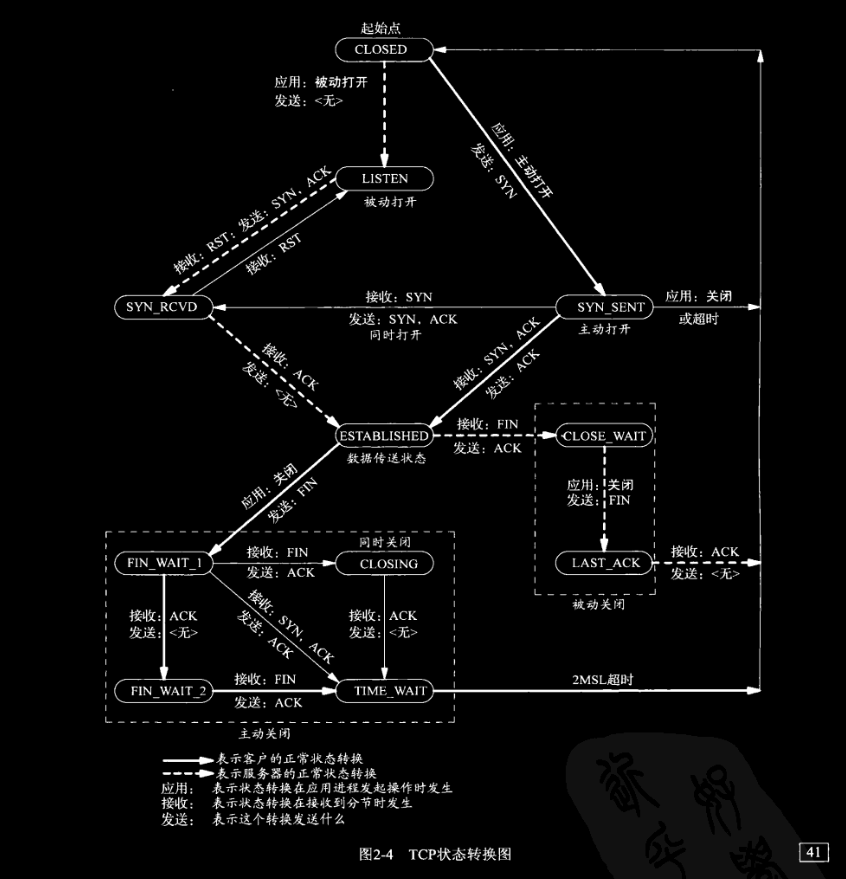 起始点
CLOSED
应用：被动打开
发送：<无>
应用：主动打开
发送：SYN
LISTEN
被动打开
接收：RST；发送：SYN，ACK
接收：RST
SYN_RCVD
接收：SYN
发送：SYN，ACK
同时打开
SYN_SENT
主动打开
应用：关闭
或超时
接收：ACK
发送：<无>
接收：SYN，ACK
发送：ACK
ESTABLISHED
数据传送状态
接收：FIN
发送：ACK
CLOSE_WAIT
应用：关闭
发送：FIN
应用：关闭
发送：FIN
LAST_ACK
被动关闭
接收：ACK
发送：<无>
同时关闭
FIN_WAIT_1
接收：FIN
发送：ACK
CLOSING
接收：ACK
发送：<无>
接收：SYN，ACK
发送：ACK
接收：ACK
发送：<无>
FIN_WAIT_2
接收：FIN
发送：ACK
TIME_WAIT
2MSL超时
主动关闭
表示客户的正常状态转换
表示服务器的正常状态转换
应用： 表示状态转换在应用进程发起操作时发生
接收： 表示状态转换在接收到分节时发生
发送： 表示这个转换发送什么
图2-4 TCP状态转换图
41